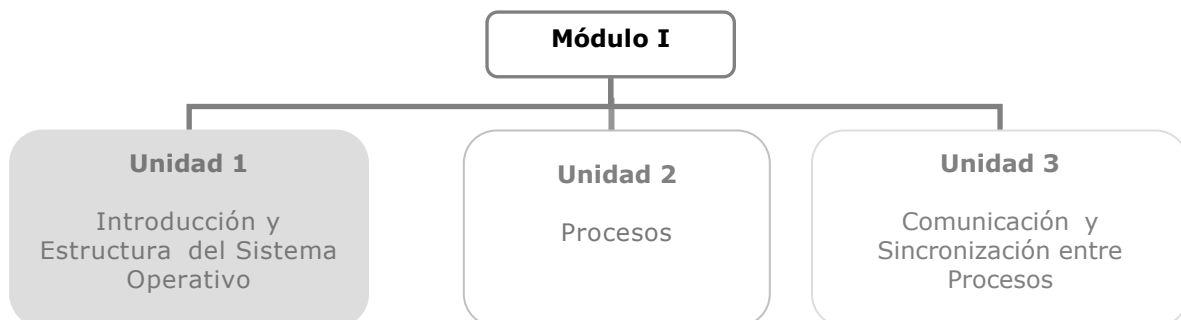 Módulo I
Unidad 1
Introducción y
Estructura del Sistema
Operativo
Unidad 2
Procesos
Unidad 3
Comunicación y
Sincronización entre
Procesos